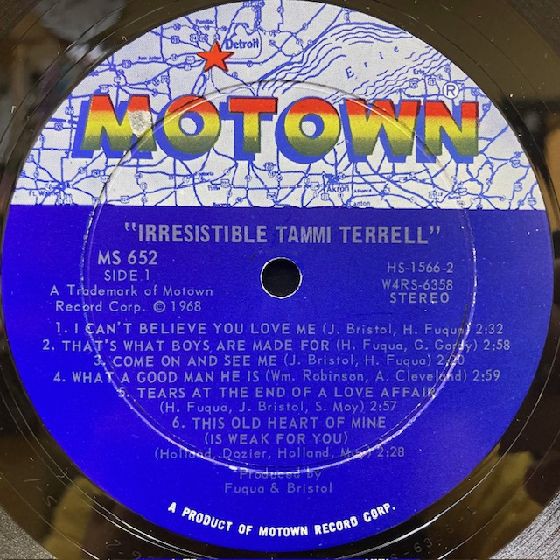 Detroit
Erie
MOTOWN®
Akron
"IRRESISTIBLE TAMMI TERRELL"
MS 652
SIDE 1
A Trademark of Motown
Record Corp. © 1968
HS-1566-2
W4RS-6358
STEREO
1. I CAN'T BELIEVE YOU LOVE ME (J. Bristol, H. Fuqua) 2:32
2. THAT'S WHAT BOYS ARE MADE FOR (H. Fuqua, G. Gordy) 2:58
3. COME ON AND SEE ME (J. Bristol, H. Fuqua) 2:20
4. WHAT A GOOD MAN HE IS (Wm. Robinson, A. Cleveland) 2:59
5. TEARS AT THE END OF A LOVE AFFAIR
(H. Fuqua, J. Bristol, S. Moy) 2:57
6. THIS OLD HEART OF MINE
(IS WEAK FOR YOU)
(Holland, Dozier, Holland, Moy) 2:28
Produced by
Fuqua & Bristol
A PRODUCT OF MOTOWN RECORD CORP.